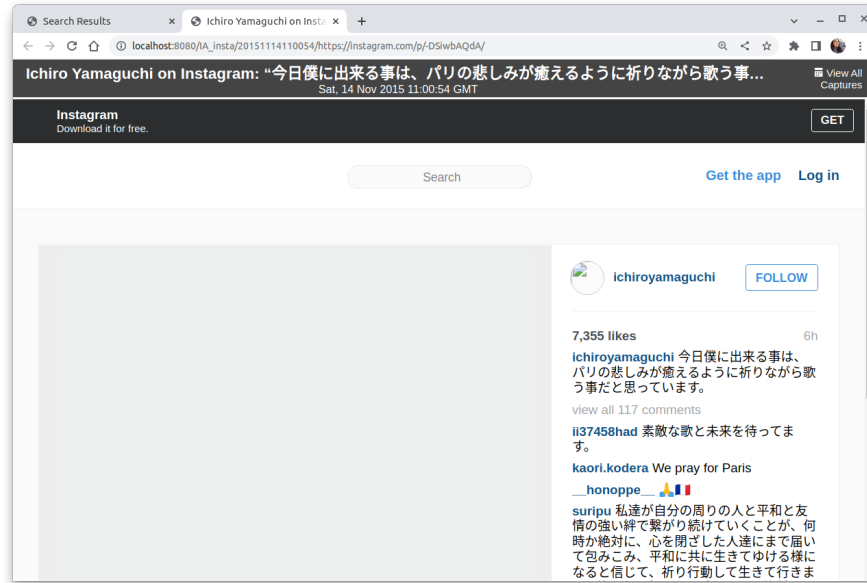 Search Results
Ichiro Yamaguchi on Insta
localhost:8080/IA_insta/20151114110054/https://instagram.com/p/-DSiwbAQdA/
Ichiro Yamaguchi on Instagram: “今日僕に出来る事は、パリの悲しみが癒えるように祈りながら歌う事…
Sat, 14 Nov 2015 11:00:54 GMT
View All
Captures
Instagram
Download it for free.
GET
Search
Get the app Log in
ichiroyamaguchi FOLLOW
7,355 likes 6h
ichiroyamaguchi 今日僕に出来る事は、
パリの悲しみが癒えるように祈りながら歌
う事だと思っています。
view all 117 comments
ii37458had 素敵な歌と未来を待ってま
す。
kaori.kodera We pray for Paris
__honoppe__ 🙏🇫🇷
suripu 私達が自分の周りの人と平和と友
情の強い絆で繋がり続けていくことが、何
時か絶対に、心を閉ざした人達にまで届い
て包みこみ、平和に共に生きてゆける様に
なると信じて、祈り行動して生きて行きま